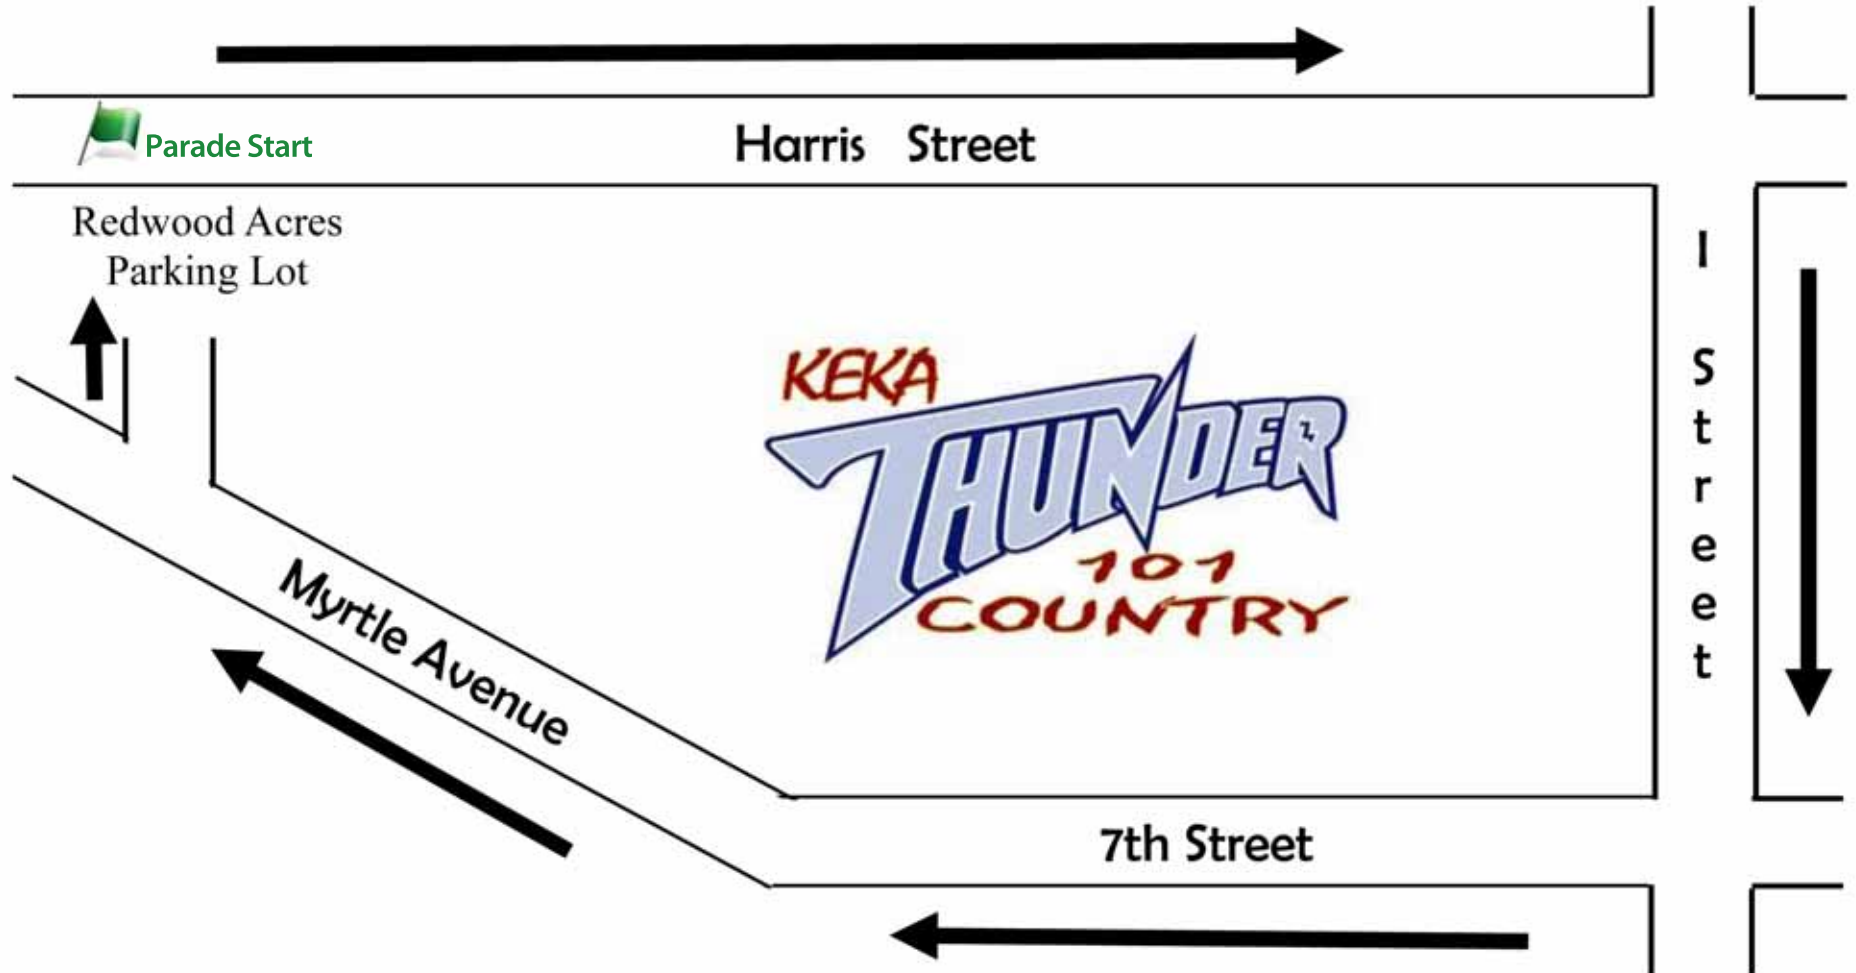 Parade Start
Harris Street
Redwood Acres
Parking Lot
I Street
KEKA
THUNDER
101
COUNTRY
Myrtle Avenue
7th Street